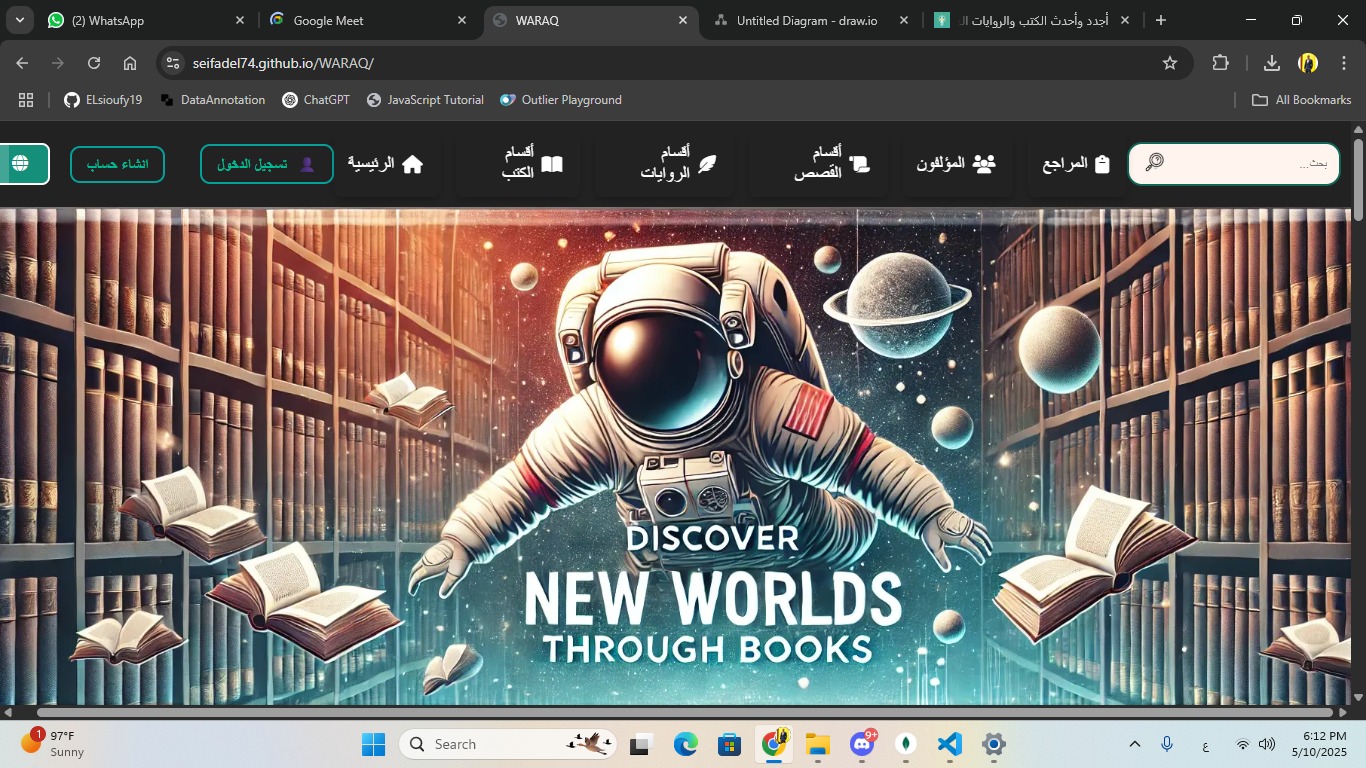 (2) WhatsApp
Google Meet
WARAQ
Untitled Diagram - draw.io
أجدد وأحدث الكتب والروايات ال
seifadel74.github.io/WARAQ/
ELsioufy19
DataAnnotation
ChatGPT
JavaScript Tutorial
Outlier Playground
All Bookmarks
بحث...
المراجع
المؤلفون
أقسام
القصص
أقسام
الروايات
أقسام
الكتب
الرئيسية
تسجيل الدخول
انشاء حساب
DISCOVER
NEW WORLDS
THROUGH BOOKS
1
97°F
Sunny
Search
9+
ع
6:12 PM
5/10/2025